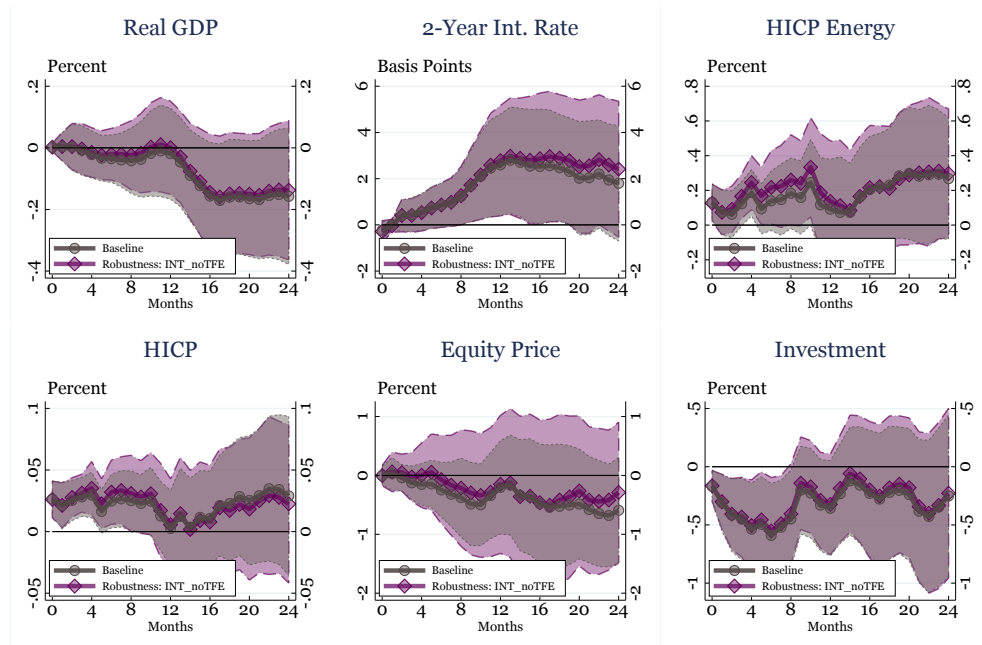 Real GDP
2-Year Int. Rate
HICP Energy
Percent
Basis Points
Percent
.2 .2 6 6 .8 .8
.6 .6
4 4
0 0 .4 .4
2 2
.2 .2
-.2 -.2 0 0 0 0
Baseline Baseline Baseline
Robustness: INT_noTFE Robustness: INT_noTFE Robustness: INT_noTFE
-.4 -.4 -2 -2 -.2 -.2
0 4 8 12 16 20 24 0 4 8 12 16 20 24 0 4 8 12 16 20 24
Months Months Months
HICP
Equity Price
Investment
Percent
Percent
Percent
.1 .1 1 1 .5 .5
.05 .05 0 0 0 0
0 0 -1 -1 -.5 -.5
Baseline Baseline Baseline
Robustness: INT_noTFE Robustness: INT_noTFE Robustness: INT_noTFE
-.05 -.05 -2 -2 -1 -1
0 4 8 12 16 20 24 0 4 8 12 16 20 24 0 4 8 12 16 20 24
Months Months Months